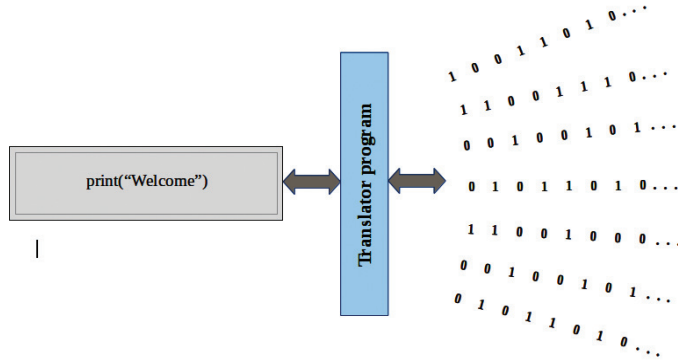 print(“Welcome”)
Translator program
1 0 0 1 1 0 1 0...
1 1 0 0 1 1 1 0...
0 0 1 0 0 1 0 1...
0 1 0 1 1 0 1 0...
1 1 0 0 1 0 0 0...
0 0 1 0 0 1 0 1...
0 1 0 1 1 0 1 0...